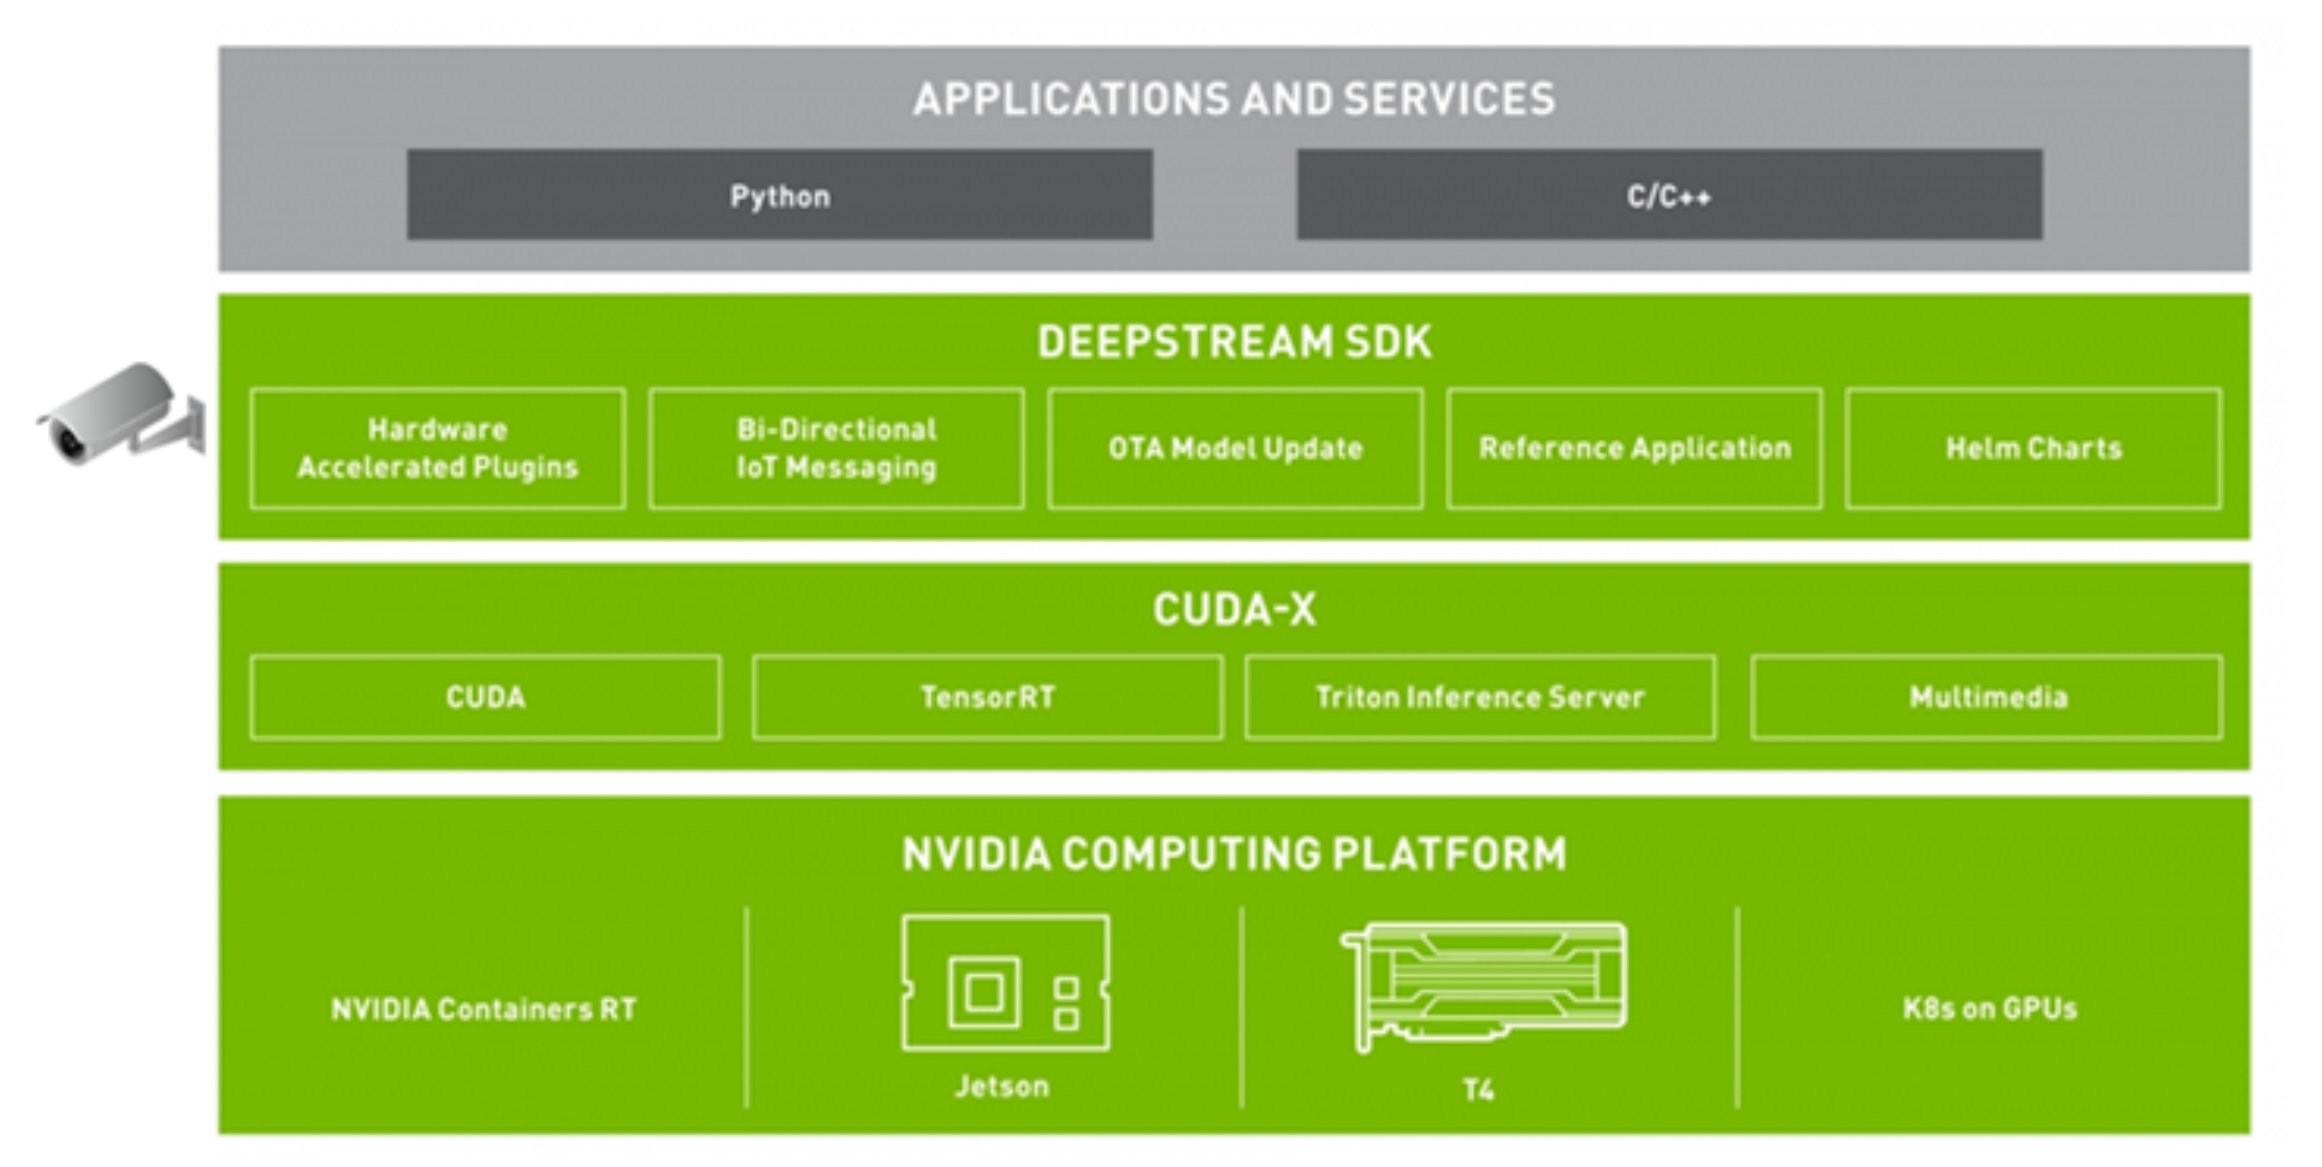 APPLICATIONS AND SERVICES
Python
C/C++
DEEPSTREAM SDK
Hardware
Accelerated Plugins
Bi-Directional
IoT Messaging
OTA Model Update
Reference Application
Helm Charts
CUDA-X
CUDA
TensorRT
Triton Inference Server
Multimedia
NVIDIA COMPUTING PLATFORM
NVIDIA Containers RT
Jetson
T4
K8s on GPUs